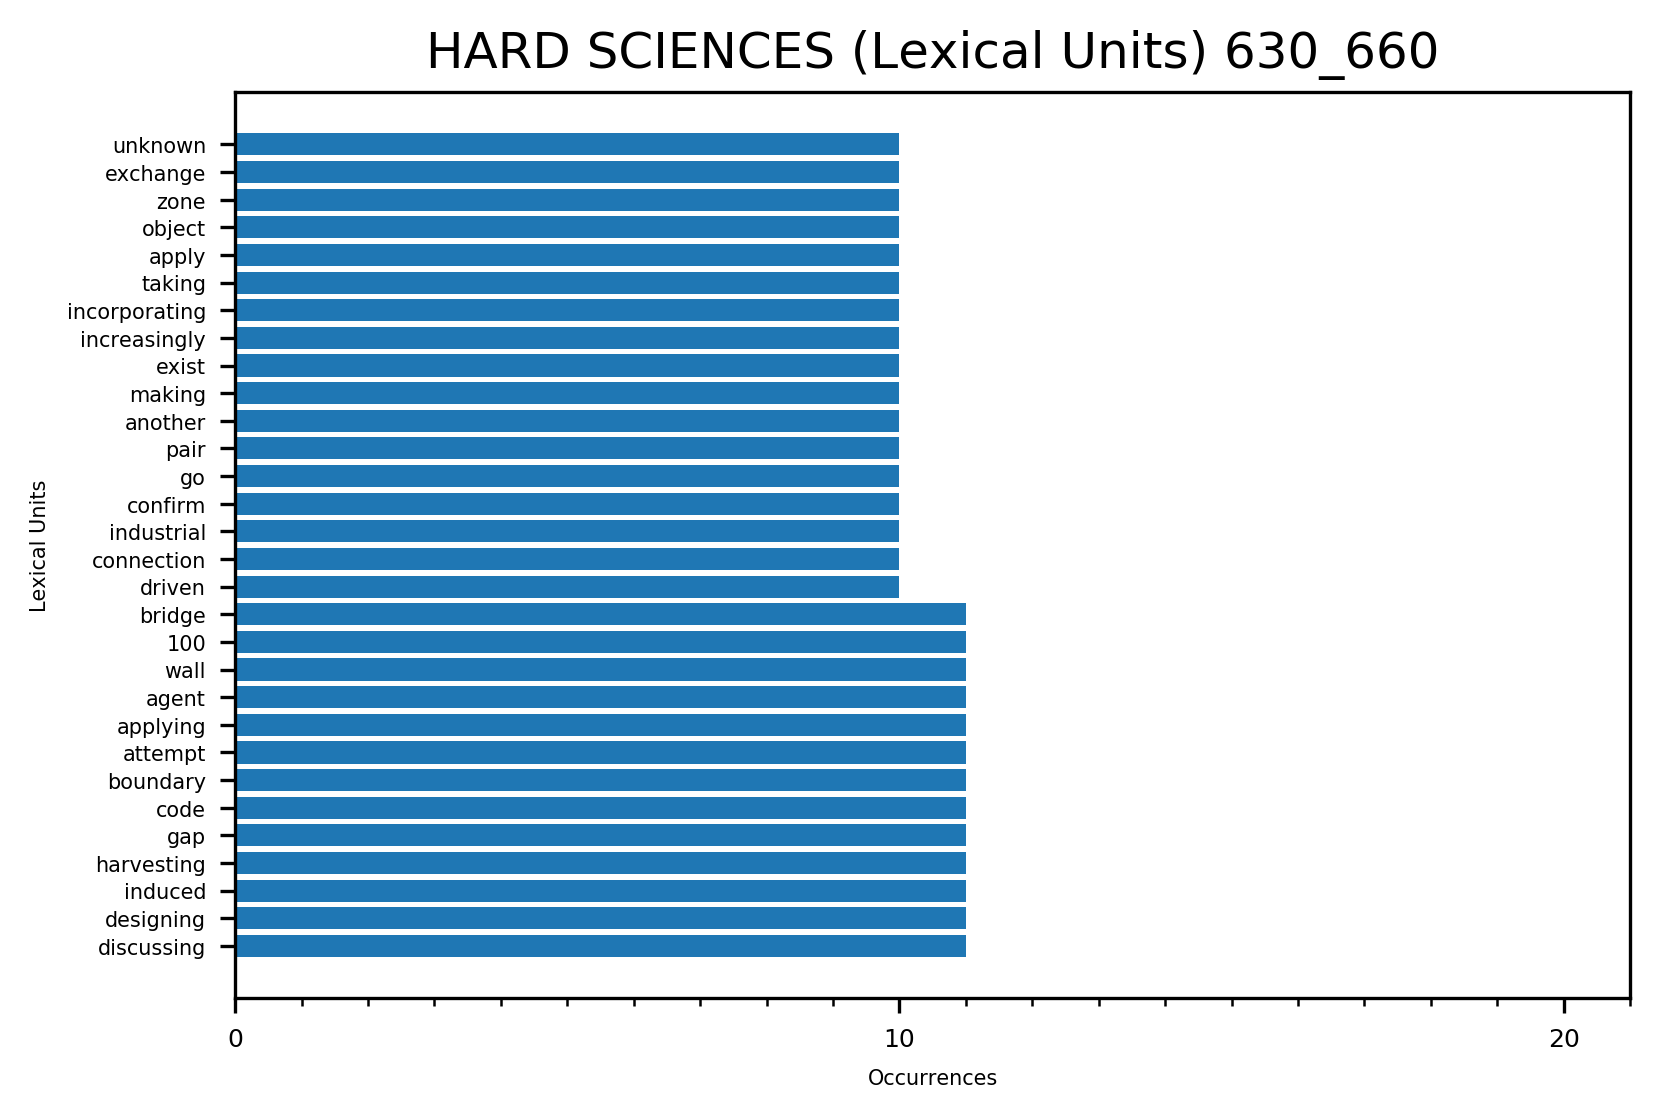 HARD SCIENCES (Lexical Units) 630_660
unknown
exchange
zone
object
apply
taking
incorporating
increasingly
exist
making
another
pair
go
confirm
industrial
connection
driven
bridge
100
wall
agent
applying
attempt
boundary
code
gap
harvesting
induced
designing
discussing
Lexical Units
0 10 20
Occurrences